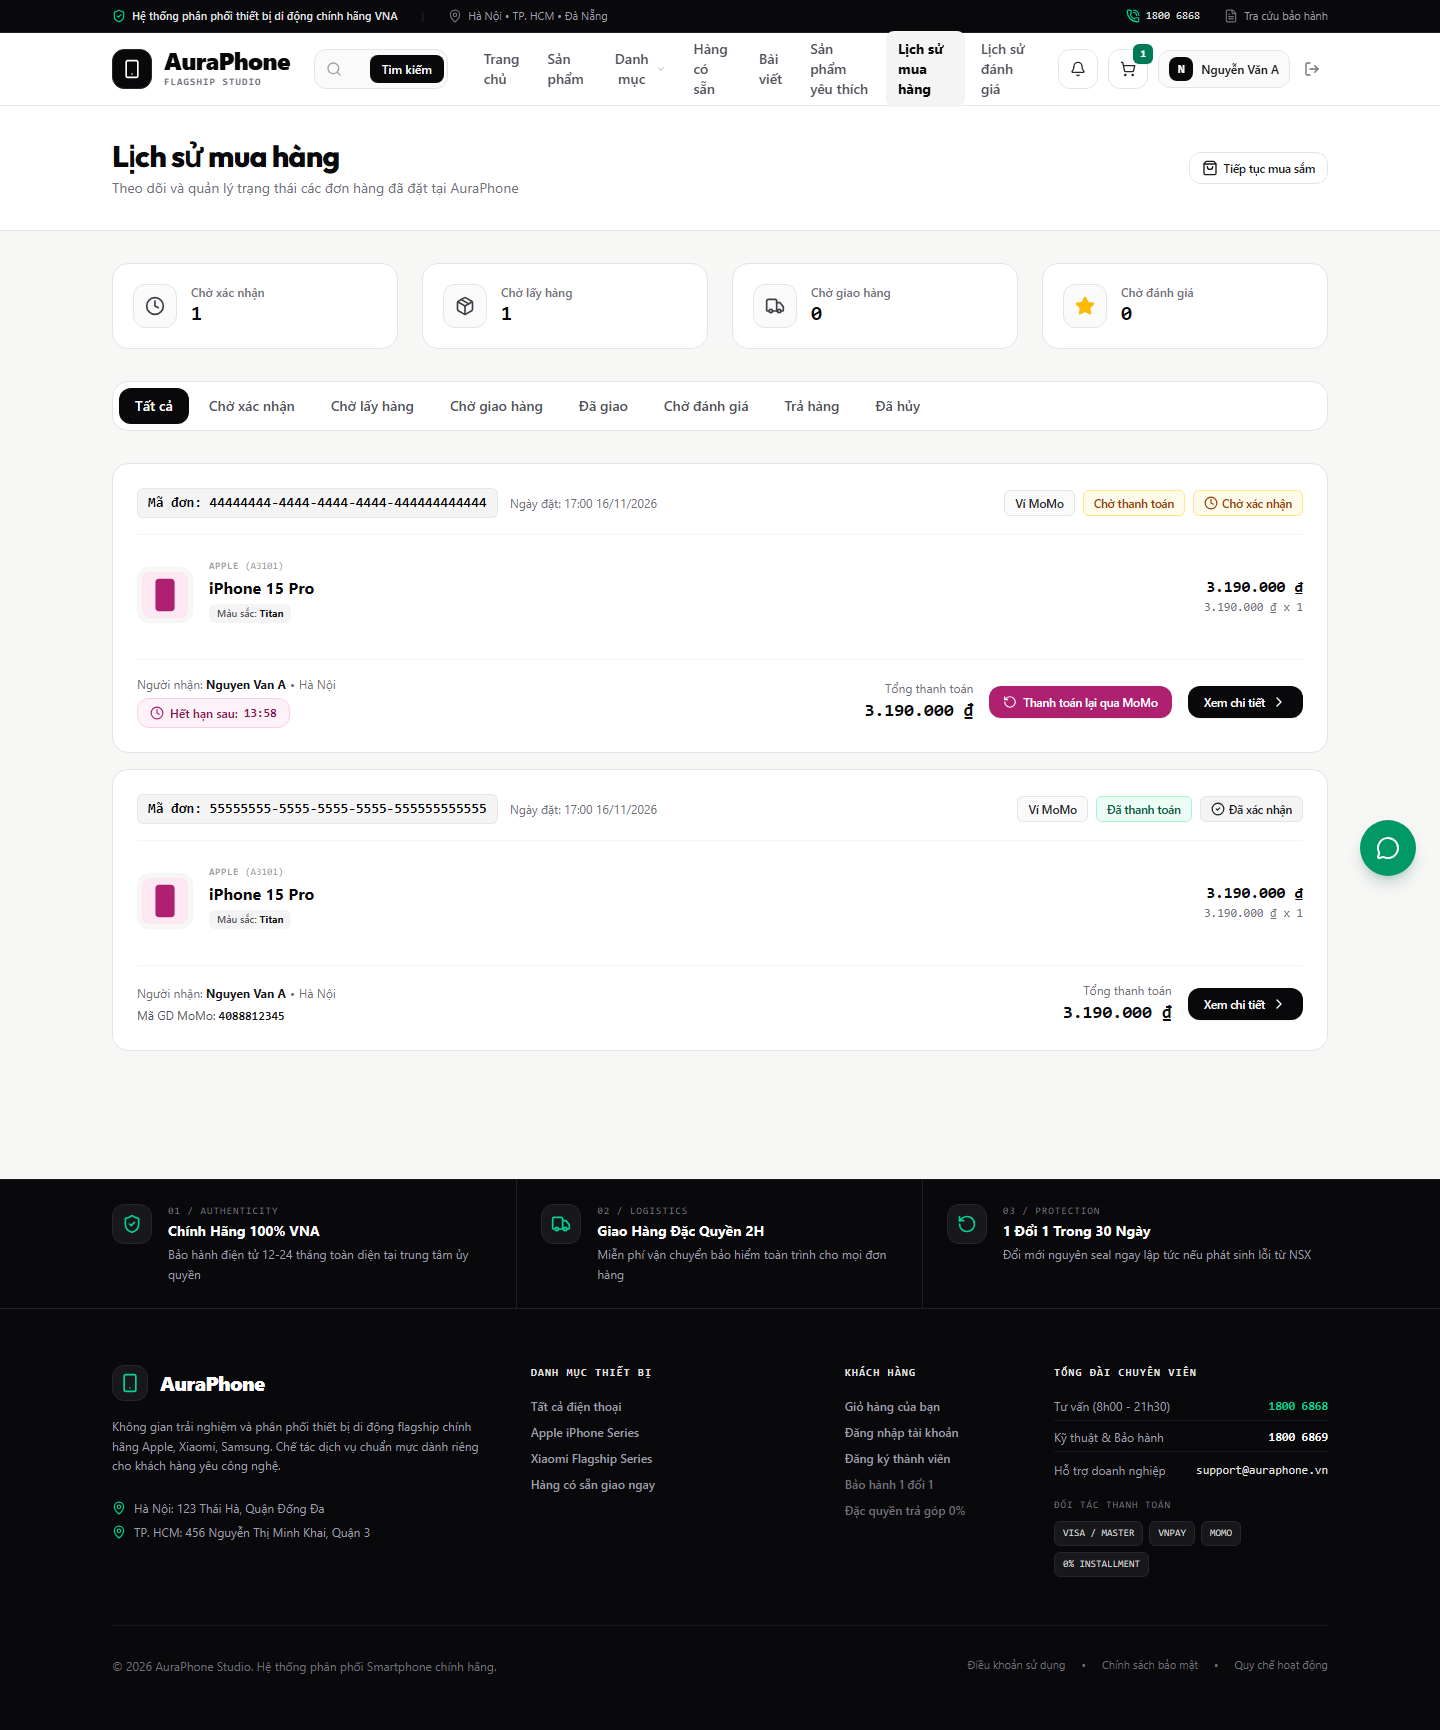 Hệ thống phân phối thiết bị di động chính hãng VNA
Hà Nội • TP. HCM • Đà Nẵng
1800 6868
Tra cứu bảo hành
AuraPhone
FLAGSHIP STUDIO
Tìm kiếm
Trang chủ
Sản phẩm
Danh mục
Hàng có sẵn
Bài viết
Sản phẩm yêu thích
Lịch sử mua hàng
Lịch sử đánh giá
1
N
Nguyễn Văn A
Lịch sử mua hàng
Theo dõi và quản lý trạng thái các đơn hàng đã đặt tại AuraPhone
Tiếp tục mua sắm
Chờ xác nhận
1
Chờ lấy hàng
1
Chờ giao hàng
0
Chờ đánh giá
0
Tất cả
Chờ xác nhận
Chờ lấy hàng
Chờ giao hàng
Đã giao
Chờ đánh giá
Trả hàng
Đã hủy
Mã đơn: 44444444-4444-4444-4444-444444444444
Ngày đặt: 17:00 16/11/2026
Ví MoMo
Chờ thanh toán
Chờ xác nhận
APPLE (A3101)
iPhone 15 Pro
Màu sắc: Titan
3.190.000 ₫
3.190.000 ₫ x 1
Người nhận: Nguyen Van A • Hà Nội
Hết hạn sau: 13:58
Tổng thanh toán
3.190.000 ₫
Thanh toán lại qua MoMo
Xem chi tiết
Mã đơn: 55555555-5555-5555-5555-555555555555
Ngày đặt: 17:00 16/11/2026
Ví MoMo
Đã thanh toán
Đã xác nhận
APPLE (A3101)
iPhone 15 Pro
Màu sắc: Titan
3.190.000 ₫
3.190.000 ₫ x 1
Người nhận: Nguyen Van A • Hà Nội
Mã GD MoMo: 4088812345
Tổng thanh toán
3.190.000 ₫
Xem chi tiết
01 / AUTHENTICITY
Chính Hãng 100% VNA
Bảo hành điện tử 12-24 tháng toàn diện tại trung tâm ủy
quyền
02 / LOGISTICS
Giao Hàng Đặc Quyền 2H
Miễn phí vận chuyển bảo hiểm toàn trình cho mọi đơn
hàng
03 / PROTECTION
1 Đổi 1 Trong 30 Ngày
Đổi mới nguyên seal ngay lập tức nếu phát sinh lỗi từ NSX
AuraPhone
Không gian trải nghiệm và phân phối thiết bị di động flagship chính
hãng Apple, Xiaomi, Samsung. Chế tác dịch vụ chuẩn mực dành riêng
cho khách hàng yêu công nghệ.
Hà Nội: 123 Thái Hà, Quận Đống Đa
TP. HCM: 456 Nguyễn Thị Minh Khai, Quận 3
DANH MỤC THIẾT BỊ
Tất cả điện thoại
Apple iPhone Series
Xiaomi Flagship Series
Hàng có sẵn giao ngay
KHÁCH HÀNG
Giỏ hàng của bạn
Đăng nhập tài khoản
Đăng ký thành viên
Bảo hành 1 đổi 1
Đặc quyền trả góp 0%
TỔNG ĐÀI CHUYÊN VIÊN
Tư vấn (8h00 - 21h30)
1800 6868
Kỹ thuật & Bảo hành
1800 6869
Hỗ trợ doanh nghiệp
support@auraphone.vn
ĐỐI TÁC THANH TOÁN
VISA / MASTER
VNPAY
MOMO
0% INSTALLMENT
© 2026 AuraPhone Studio. Hệ thống phân phối Smartphone chính hãng.
Điều khoản sử dụng • Chính sách bảo mật • Quy chế hoạt động